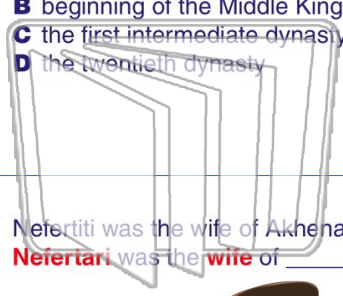 B beginning of the Middle King
C the first intermediate dynasty
D the twentieth dynasty
Nefertiti was the wife of Akhena
Nefertari was the wife of ______